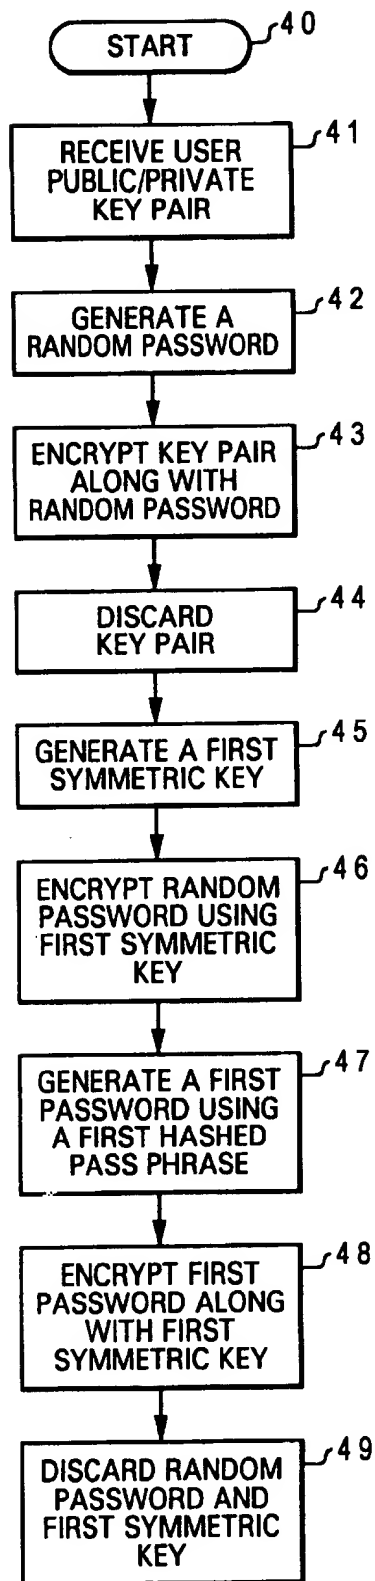 START
40
RECEIVE USER
PUBLIC/PRIVATE
KEY PAIR
41
GENERATE A
RANDOM PASSWORD
42
ENCRYPT KEY PAIR
ALONG WITH
RANDOM PASSWORD
43
DISCARD
KEY PAIR
44
GENERATE A FIRST
SYMMETRIC KEY
45
ENCRYPT RANDOM
PASSWORD USING
FIRST SYMMETRIC
KEY
46
GENERATE A FIRST
PASSWORD USING
A FIRST HASHED
PASS PHRASE
47
ENCRYPT FIRST
PASSWORD ALONG
WITH FIRST
SYMMETRIC KEY
48
DISCARD RANDOM
PASSWORD AND
FIRST SYMMETRIC
KEY
49